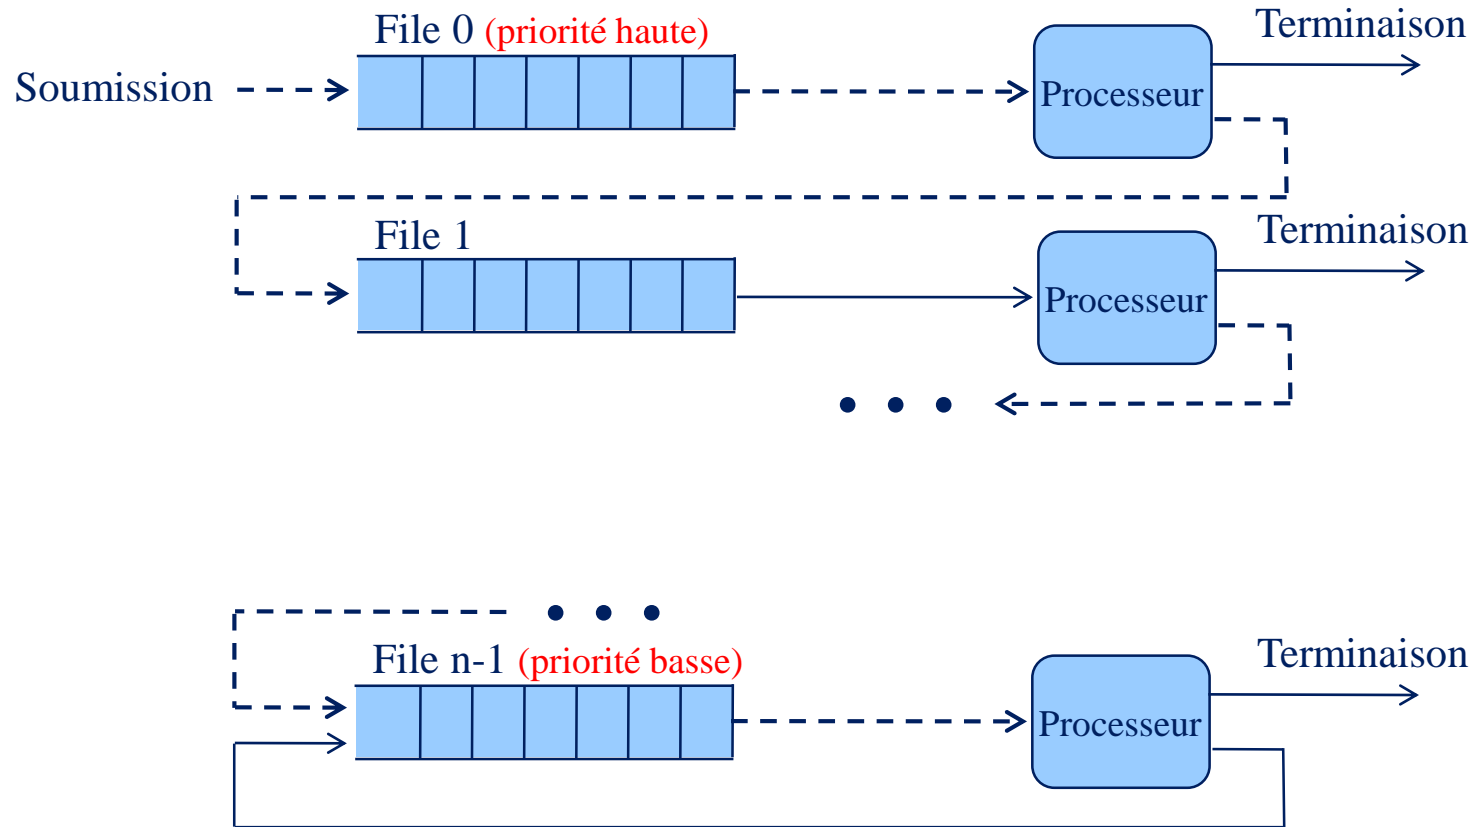 File 0 (priorité haute)
Terminaison
Soumission
Processeur
File 1
Terminaison
Processeur
File n-1 (priorité basse)
Terminaison
Processeur